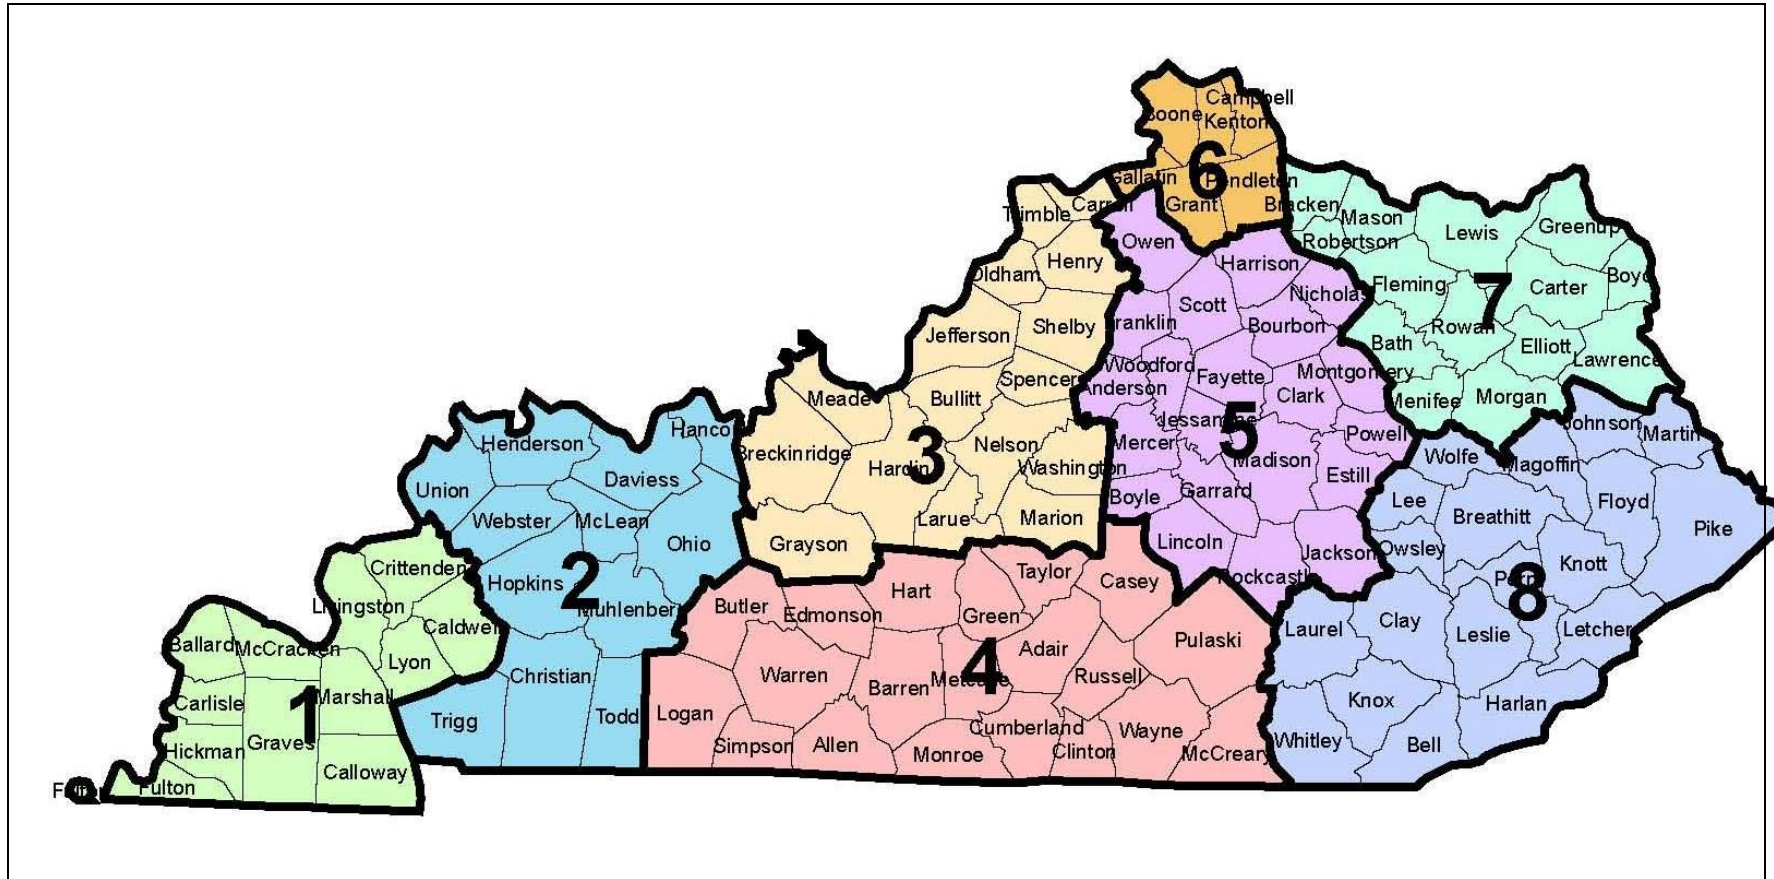 Campbell
Boone
Kenton
6
Gallatin
Pendleton
Grant
Bracken
Mason
Trimble
Carroll
Robertson
Lewis
Greenup
Owen
Harrison
Henry
Oldham
Fleming
7
Carter
Boyd
Scott
Nicholas
Franklin
Bourbon
Jefferson
Shelby
Rowan
Bath
Elliott
Lawrence
Woodford
Anderson
Fayette
Montgomery
Clark
Spencer
Meade
Bullitt
Menifee
Morgan
Jessamine
5
Johnson
Martin
Hanco
Henderson
Breckinridge
3
Nelson
Mercer
Powell
Madison
Wolfe
Magoffin
Hardin
Washington
Estill
Daviess
Union
Boyle
Garrard
Lee
Floyd
Webster
McLean
Larue
Marion
Breathitt
Pike
Ohio
Grayson
Lincoln
Jackson
Owsley
Crittenden
Hopkins
2
Hart
Taylor
Casey
Rockcastle
Perry
8
Knott
Livingston
Muhlenberg
Butler
Edmonson
Green
Caldwell
Laurel
Clay
Leslie
Letcher
Ballard
McCracken
Lyon
Adair
Pulaski
Christian
Warren
Barren
Metcalfe
4
Russell
Carlisle
1
Marshall
Knox
Harlan
Trigg
Todd
Logan
Cumberland
Wayne
Hickman
Graves
Simpson
Allen
Monroe
Clinton
McCreary
Whitley
Bell
Calloway
Fulton
Fulton